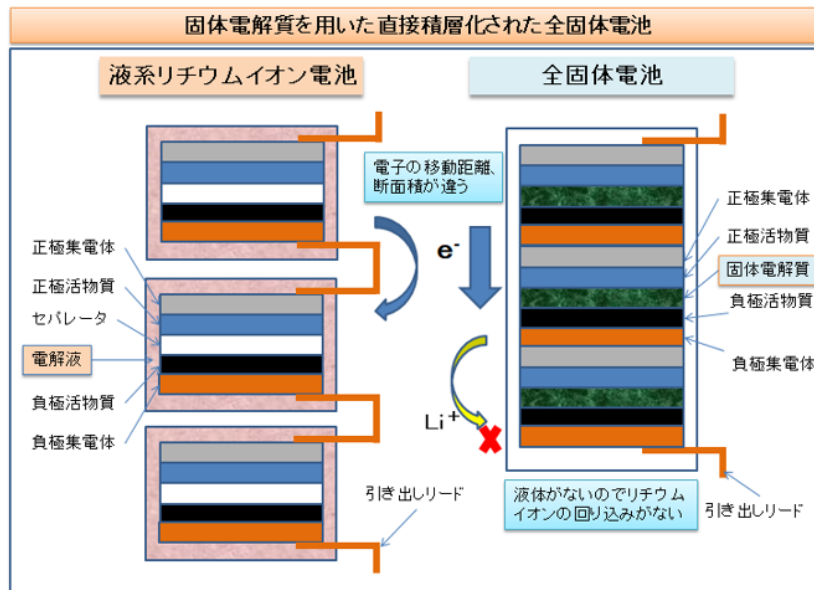 固体電解質を用いた直接積層化された全固体電池
液系リチウムイオン電池
全固体電池
電子の移動距離、
断面積が違う
正極集電体
正極活物質
セパレータ
電解液
負極活物質
負極集電体
e-
Li+
引き出しリード
正極集電体
正極活物質
固体電解質
負極活物質
負極集電体
液体がないのでリチウム
イオンの回り込みがない
引き出しリード